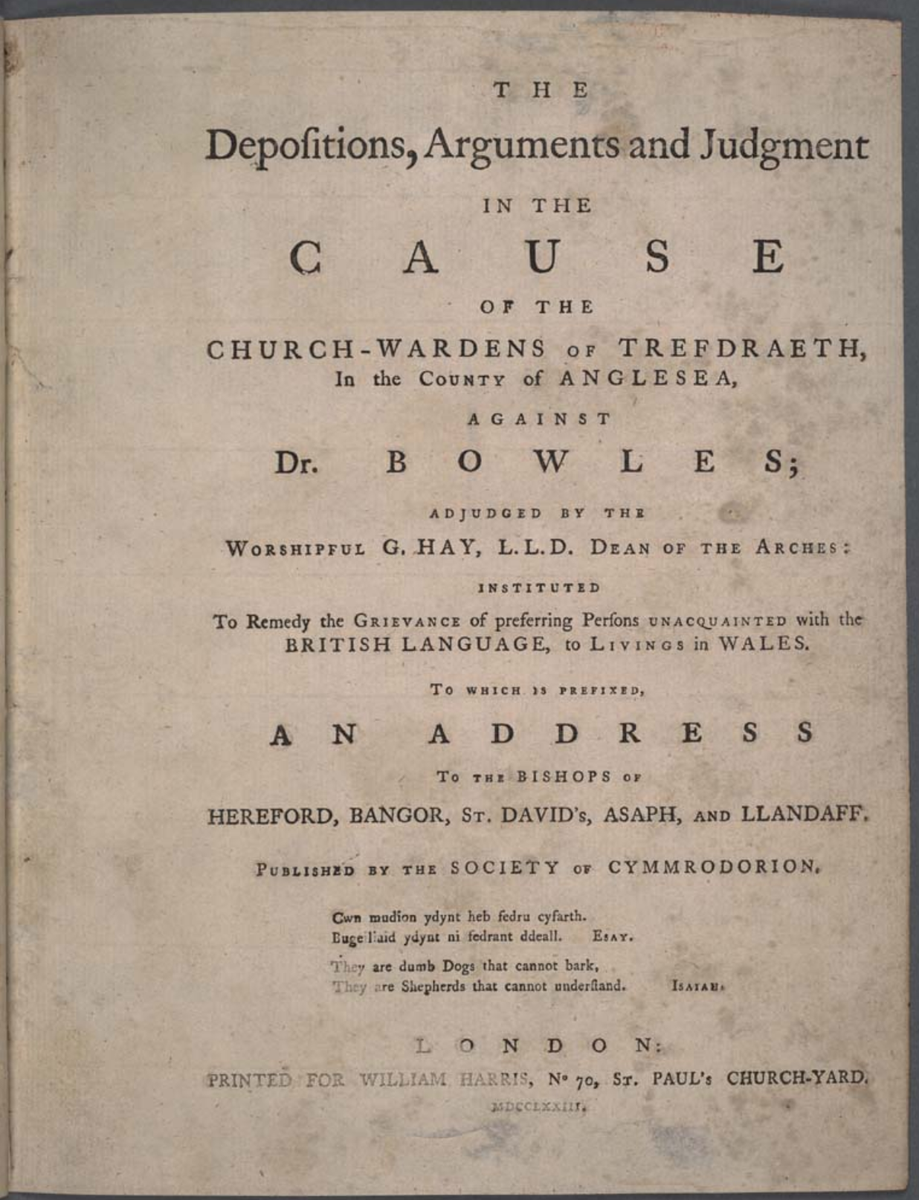 THE
Depoſitions, Arguments and Judgment
IN THE
CAUSE
OF THE
CHURCH-WARDENS OF TREFDRAETH,
In the COUNTY of ANGLESEA,
AGAINST
Dr. BOWLES;
ADJUDGED BY THE
WORSHIPFUL G. HAY, L.L.D. DEAN OF THE ARCHES:
INSTITUTED
To Remedy the GRIEVANCE of preferring Perſons UNACQUAINTED with the
BRITISH LANGUAGE, to LIVINGS in WALES.
TO WHICH IS PREFIXED,
AN ADDRESS
TO THE BISHOPS OF
HEREFORD, BANGOR, ST. DAVID's, ASAPH, AND LLANDAFF.
PUBLISHED BY THE SOCIETY OF CYMMRODORION.
Cwn mudion ydynt heb fedru cyfarth.
Bugeiliaid ydynt ni fedrant ddeall. ESAY.
They are dumb Dogs that cannot bark,
They are Shepherds that cannot underſtand. ISAIAH.
LONDON:
PRINTED FOR WILLIAM HARRIS, Nº 70, ST. PAUL's CHURCH-YARD.
MDCCLXXIII.